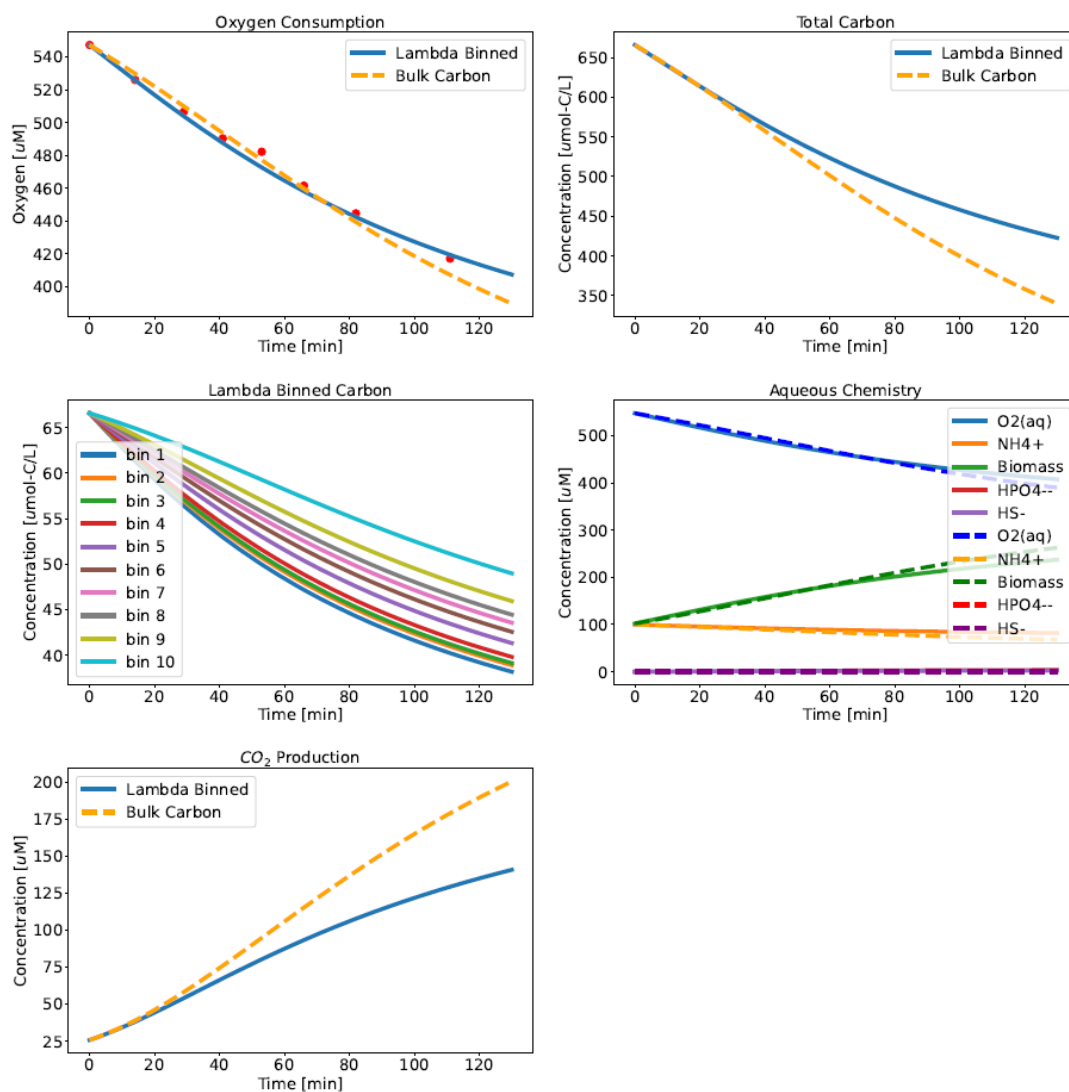 Oxygen Consumption
540
520
500
480
460
440
420
400
Oxygen [uM]
0 20 40 60 80 100 120
Time [min]
Lambda Binned
Bulk Carbon
Total Carbon
650
600
550
500
450
400
350
Concentration [umol-C/L]
0 20 40 60 80 100 120
Time [min]
Lambda Binned
Bulk Carbon
Lambda Binned Carbon
65
60
55
50
45
40
Concentration [umol-C/L]
0 20 40 60 80 100 120
Time [min]
bin 1
bin 2
bin 3
bin 4
bin 5
bin 6
bin 7
bin 8
bin 9
bin 10
Aqueous Chemistry
500
400
300
200
100
0
Concentration [uM]
0 20 40 60 80 100 120
Time [min]
O2(aq)
NH4+
Biomass
HPO4--
HS-
O2(aq)
NH4+
Biomass
HPO4--
HS-
CO2 Production
200
175
150
125
100
75
50
25
Concentration [uM]
0 20 40 60 80 100 120
Time [min]
Lambda Binned
Bulk Carbon